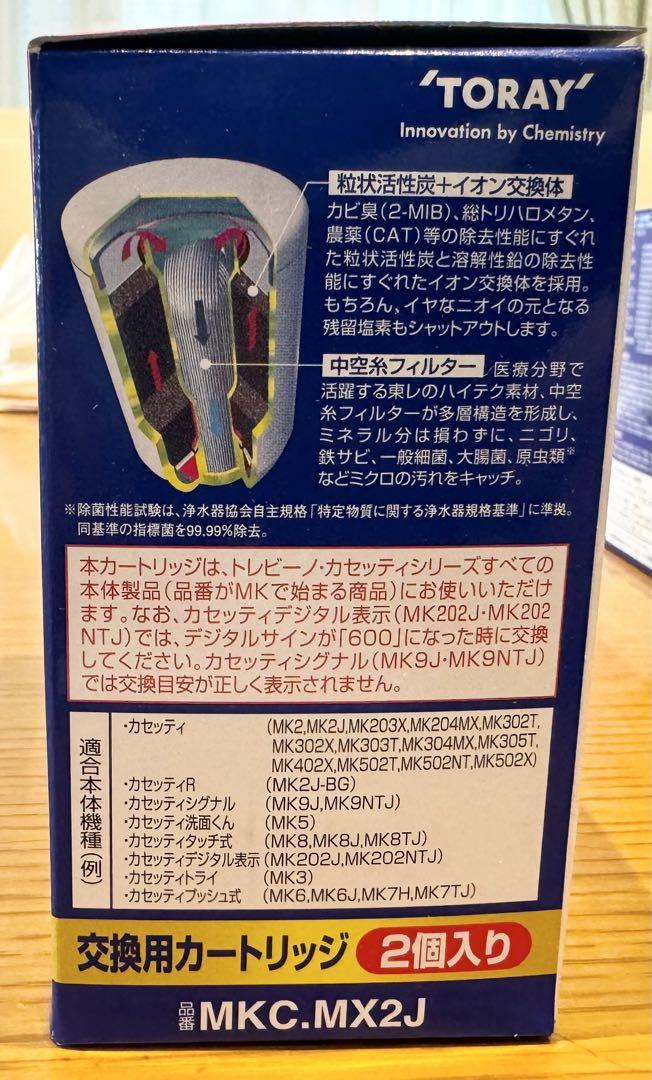 'TORAY'
Innovation by Chemistry
粒状活性炭+イオン交換体
カビ臭(2-MIB)、総トリハロメタン、
農薬(CAT)等の除去性能にすぐれ
た粒状活性炭と溶解性鉛の除去性
能にすぐれたイオン交換体を採用。
もちろん、イヤなニオイの元となる
残留塩素もシャットアウトします。
中空糸フィルター 医療分野で
活躍する東レのハイテク素材、中空
糸フィルターが多層構造を形成し、
ミネラル分は損わずに、ニゴリ、
鉄サビ、一般細菌、大腸菌、原虫類※
などミクロの汚れをキャッチ。
※除菌性能試験は、浄水器協会自主規格「特定物質に関する浄水器規格基準」に準拠。
同基準の指標菌を99.99%除去。
本カートリッジは、トレビーノ・カセッティシリーズすべての
本体製品(品番がMKで始まる商品)にお使いいただけ
ます。なお、カセッティデジタル表示(MK202J・MK202
NTJ)では、デジタルサインが「600」になった時に交換
してください。カセッティシグナル(MK9J・MK9NTJ)
では交換目安が正しく表示されません。
適合本体機種(例)
・カセッティ (MK2,MK2J,MK203X,MK204MX,MK302T,
MK302X,MK303T,MK304MX,MK305T,
MK402X,MK502T,MK502NT,MK502X)
・カセッティR (MK2J-BG)
・カセッティシグナル (MK9J,MK9NTJ)
・カセッティ洗面くん (MK5)
・カセッティタッチ式 (MK8,MK8J,MK8TJ)
・カセッティデジタル表示(MK202J,MK202NTJ)
・カセッティトライ (MK3)
・カセッティプッシュ式 (MK6,MK6J,MK7H,MK7TJ)
交換用カートリッジ 2個入り
品番 MKC.MX2J